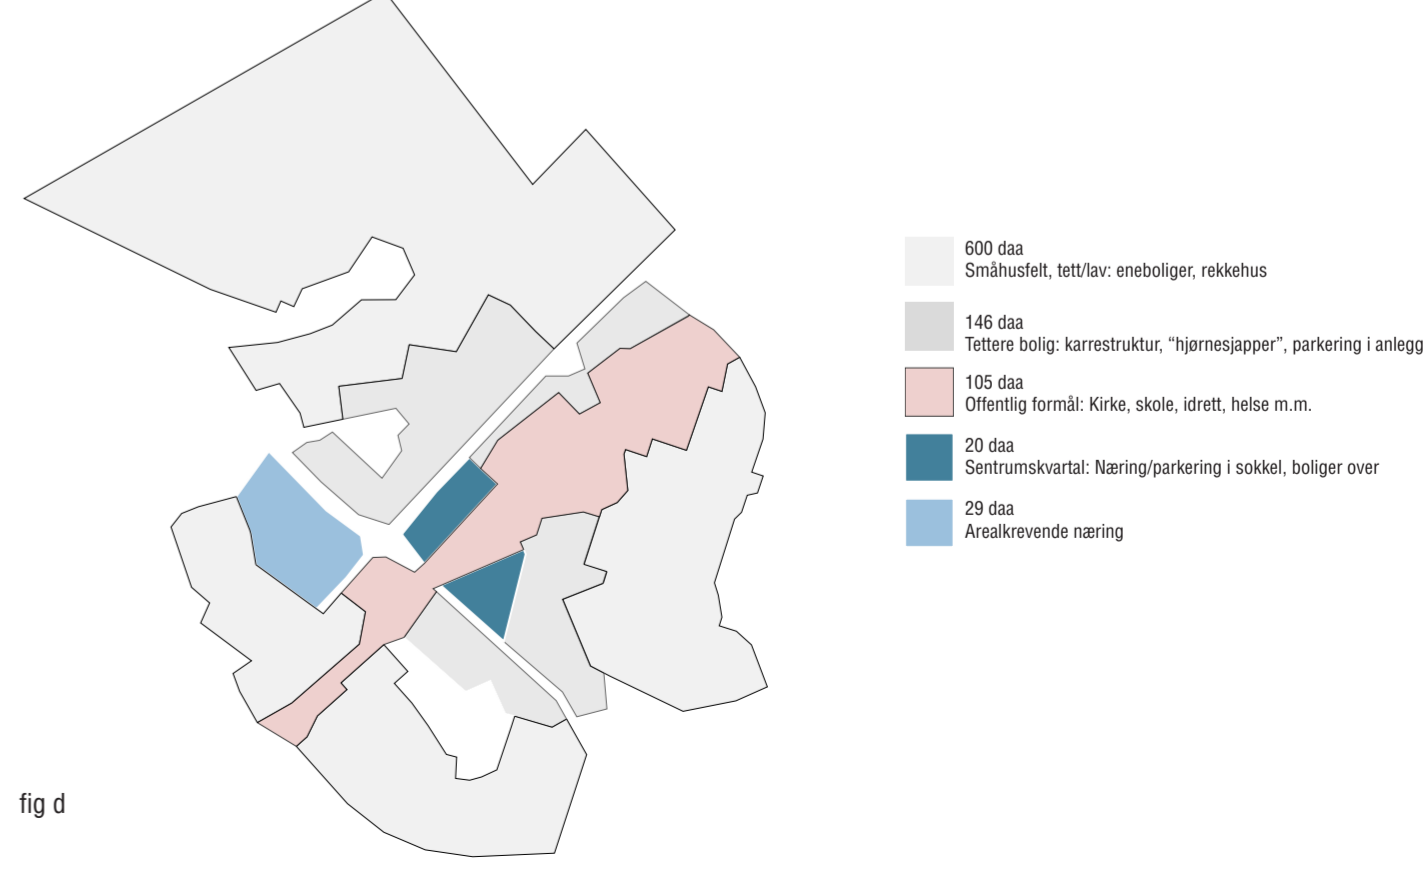 600 daa
Småhusfelt, tett/lav: eneboliger, rekkehus
146 daa
Tettere bolig: karrestruktur, “hjørnesjapper”, parkering i anlegg
105 daa
Offentlig formål: Kirke, skole, idrett, helse m.m.
20 daa
Sentrumskvartal: Næring/parkering i sokkel, boliger over
29 daa
Arealkrevende næring
fig d